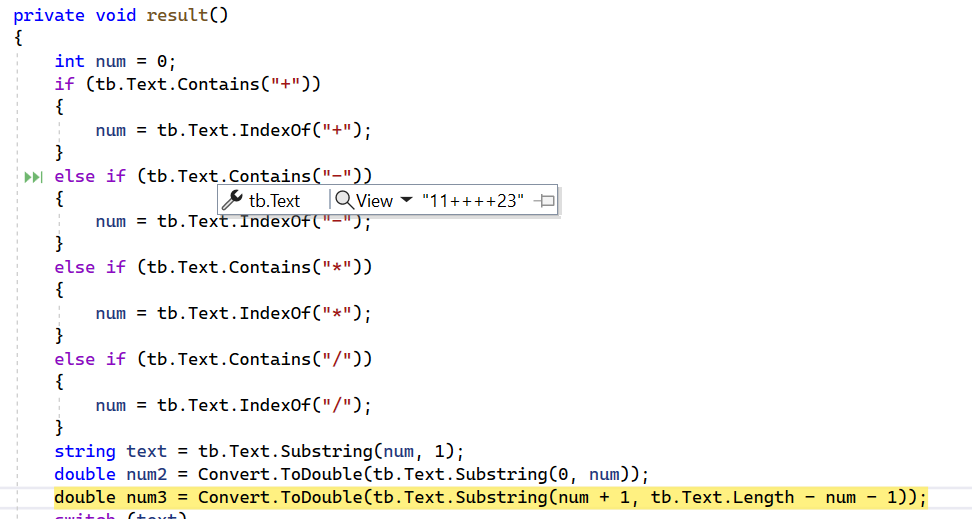 private void result()
{
int num = 0;
if (tb.Text.Contains("+"))
{
num = tb.Text.IndexOf("+");
}
else if (tb.Text.Contains("-"))
{
tb.Text View "11++++23"
num = tb.Text.IndexOf("-");
}
else if (tb.Text.Contains("*"))
{
num = tb.Text.IndexOf("*");
}
else if (tb.Text.Contains("/"))
{
num = tb.Text.IndexOf("/");
}
string text = tb.Text.Substring(num, 1);
double num2 = Convert.ToDouble(tb.Text.Substring(0, num));
double num3 = Convert.ToDouble(tb.Text.Substring(num + 1, tb.Text.Length - num - 1));
switch (text)